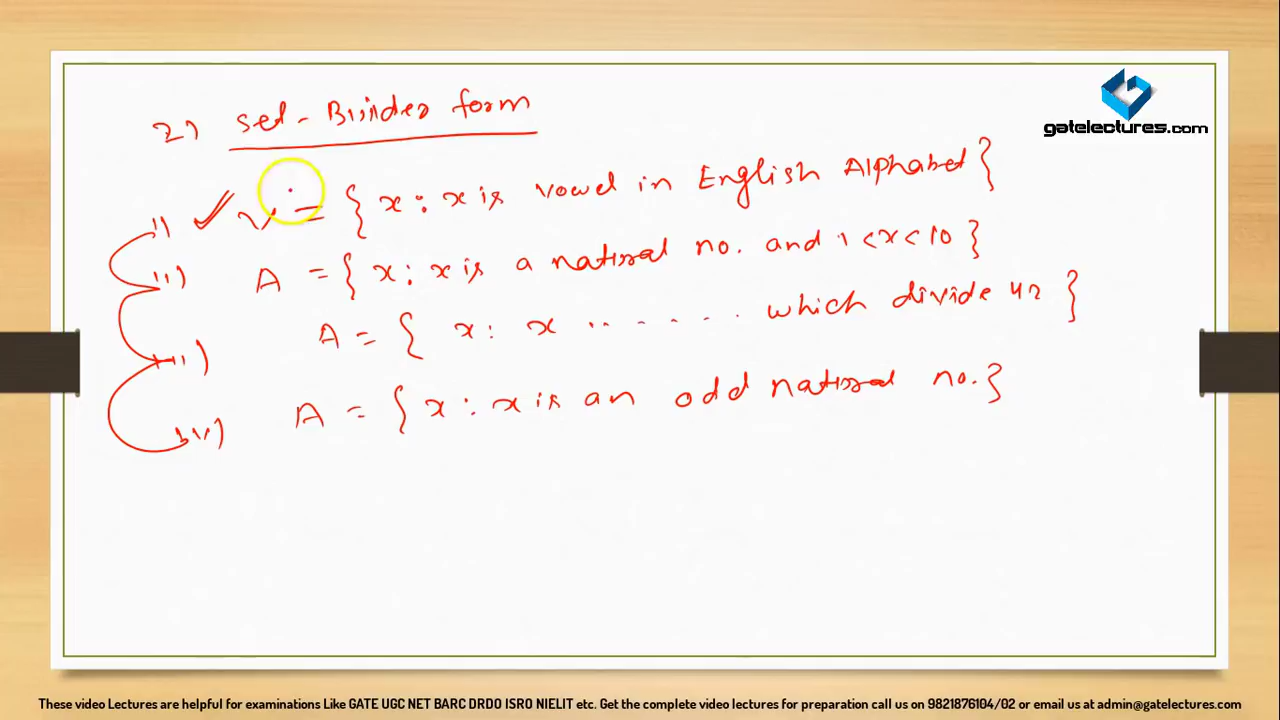 gatelectures.com
2) Set-Builder form
i) ✓ V = { x : x is vowel in English Alphabet }
ii) A = { x : x is a natural no. and 1 < x < 10 }
iii) A = { x : x ....... which divide 42 }
iv) A = { x : x is an odd natural no. }
These video Lectures are helpful for examinations Like GATE UGC NET BARC DRDO ISRO NIELIT etc. Get the complete video lectures for preparation call us on 9821876104/02 or email us at admin@gatelectures.com